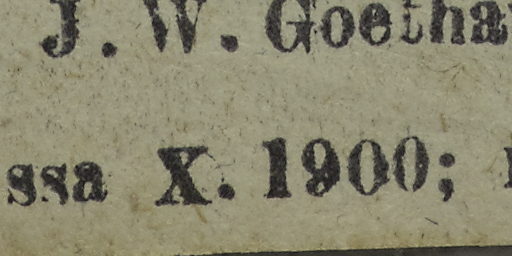 J. W. Goetha
ssa X. 1900;